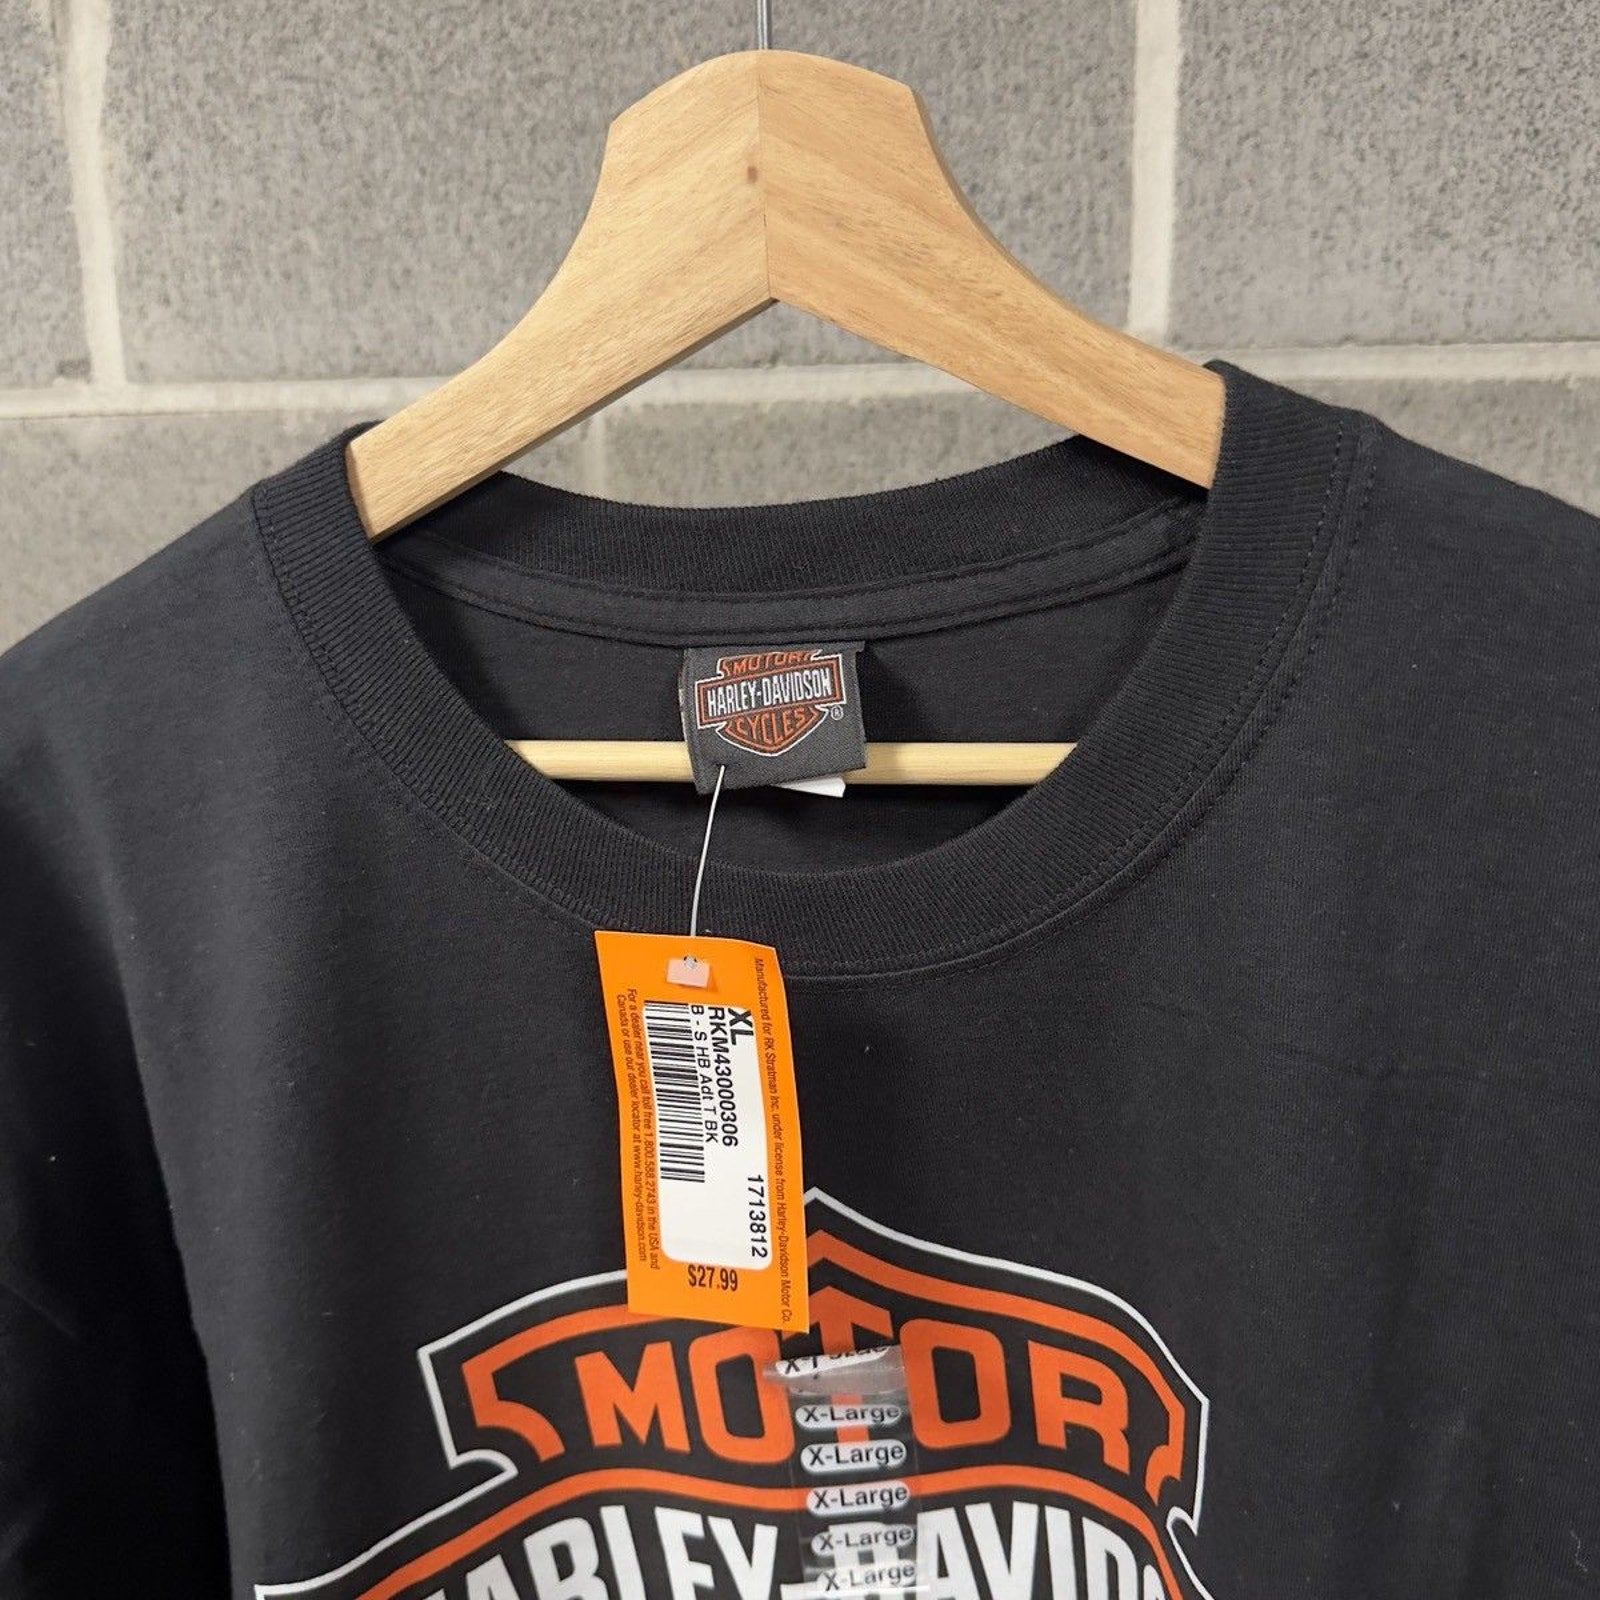 MOTOR
HARLEY-DAVIDSON
CYCLES
®
Manufactured for RK Stratman Inc. under license from Harley-Davidson Motor Co.
XL
RKM43000306
B - S HB Adt T BK
1713812
For a dealer near you call toll free 1.800.588.2743 in the USA and
Canada or use our dealer locator at www.harley-davidson.com
$27.99
MOTOR
X-Large
X-Large
X-Large
X-Large
X-Large